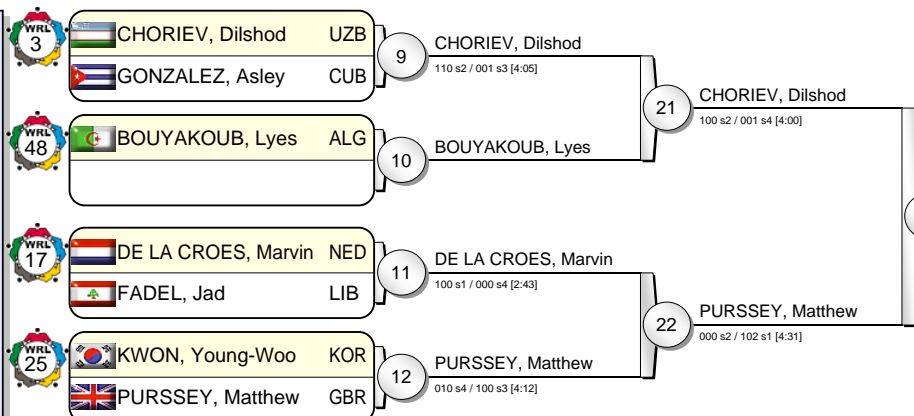 WRL
3
CHORIEV, Dilshod UZB
GONZALEZ, Asley CUB
9
CHORIEV, Dilshod
110 s2 / 001 s3 [4:05]
WRL
48
BOUYAKOUB, Lyes ALG
10
BOUYAKOUB, Lyes
21
CHORIEV, Dilshod
100 s2 / 001 s4 [4:00]
WRL
17
DE LA CROES, Marvin NED
FADEL, Jad LIB
11
DE LA CROES, Marvin
100 s1 / 000 s4 [2:43]
WRL
25
KWON, Young-Woo KOR
PURSSEY, Matthew GBR
12
PURSSEY, Matthew
010 s4 / 100 s3 [4:12]
22
PURSSEY, Matthew
000 s2 / 102 s1 [4:31]